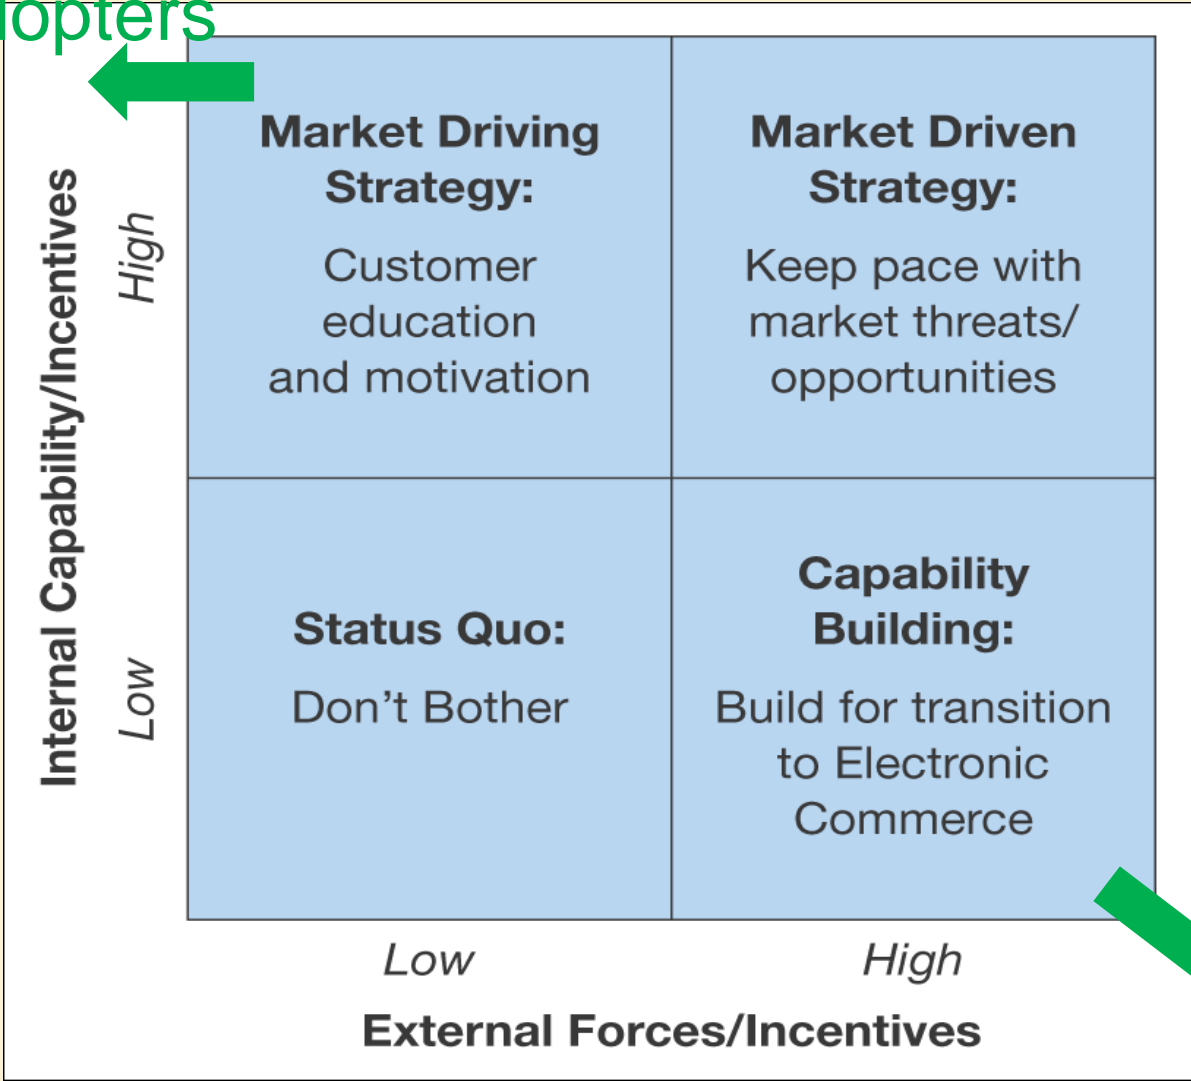 lopters
Market Driving
Strategy:
Customer
education
and motivation
Market Driven
Strategy:
Keep pace with
market threats/
opportunities
Internal Capability/Incentives
High
Low
Status Quo:
Don’t Bother
Capability
Building:
Build for transition
to Electronic
Commerce
Low
High
External Forces/Incentives